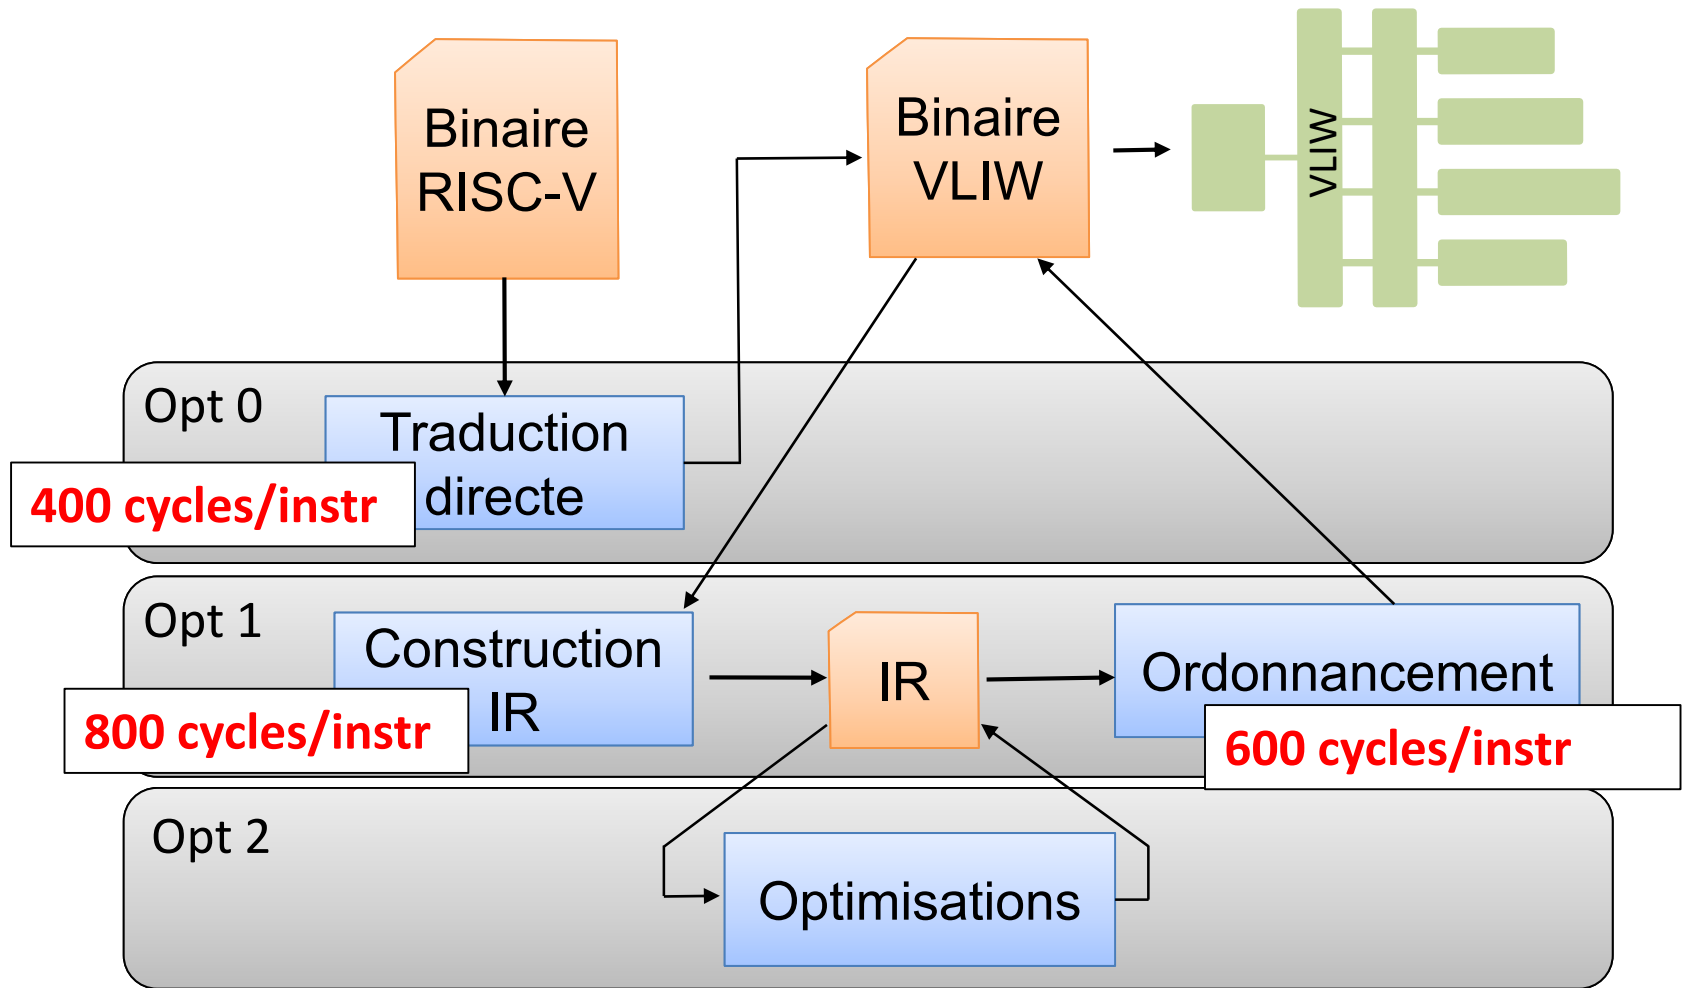 Binaire
RISC-V
Binaire
VLIW
VLIW
Opt 0
Traduction
directe
400 cycles/instr
Opt 1
Construction
IR
800 cycles/instr
IR
Ordonnancement
600 cycles/instr
Opt 2
Optimisations